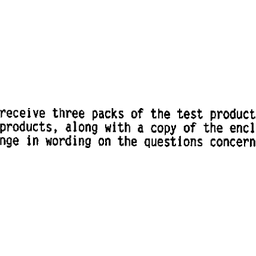 receive three packs of the test product
products, along with a copy of the encl
nge in wording on the questions concern